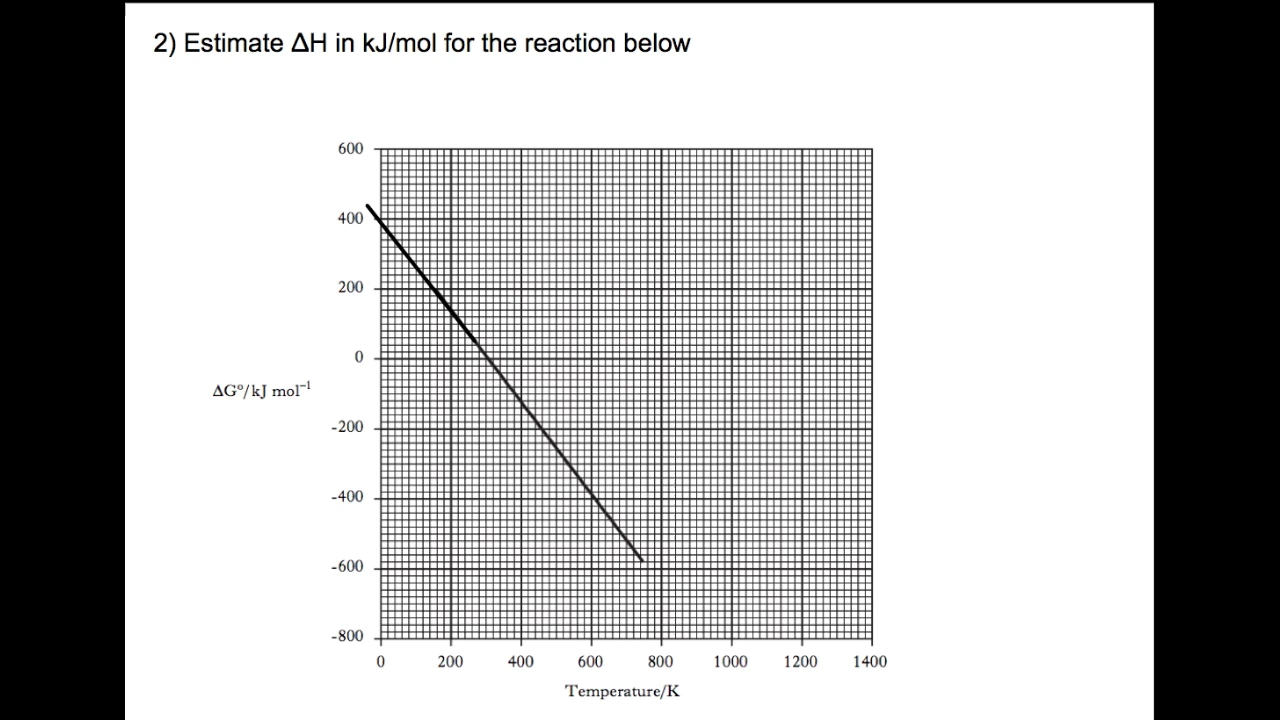 2) Estimate ΔH in kJ/mol for the reaction below
600
400
200
0
ΔG°/kJ mol⁻¹
-200
-400
-600
-800
0 200 400 600 800 1000 1200 1400
Temperature/K